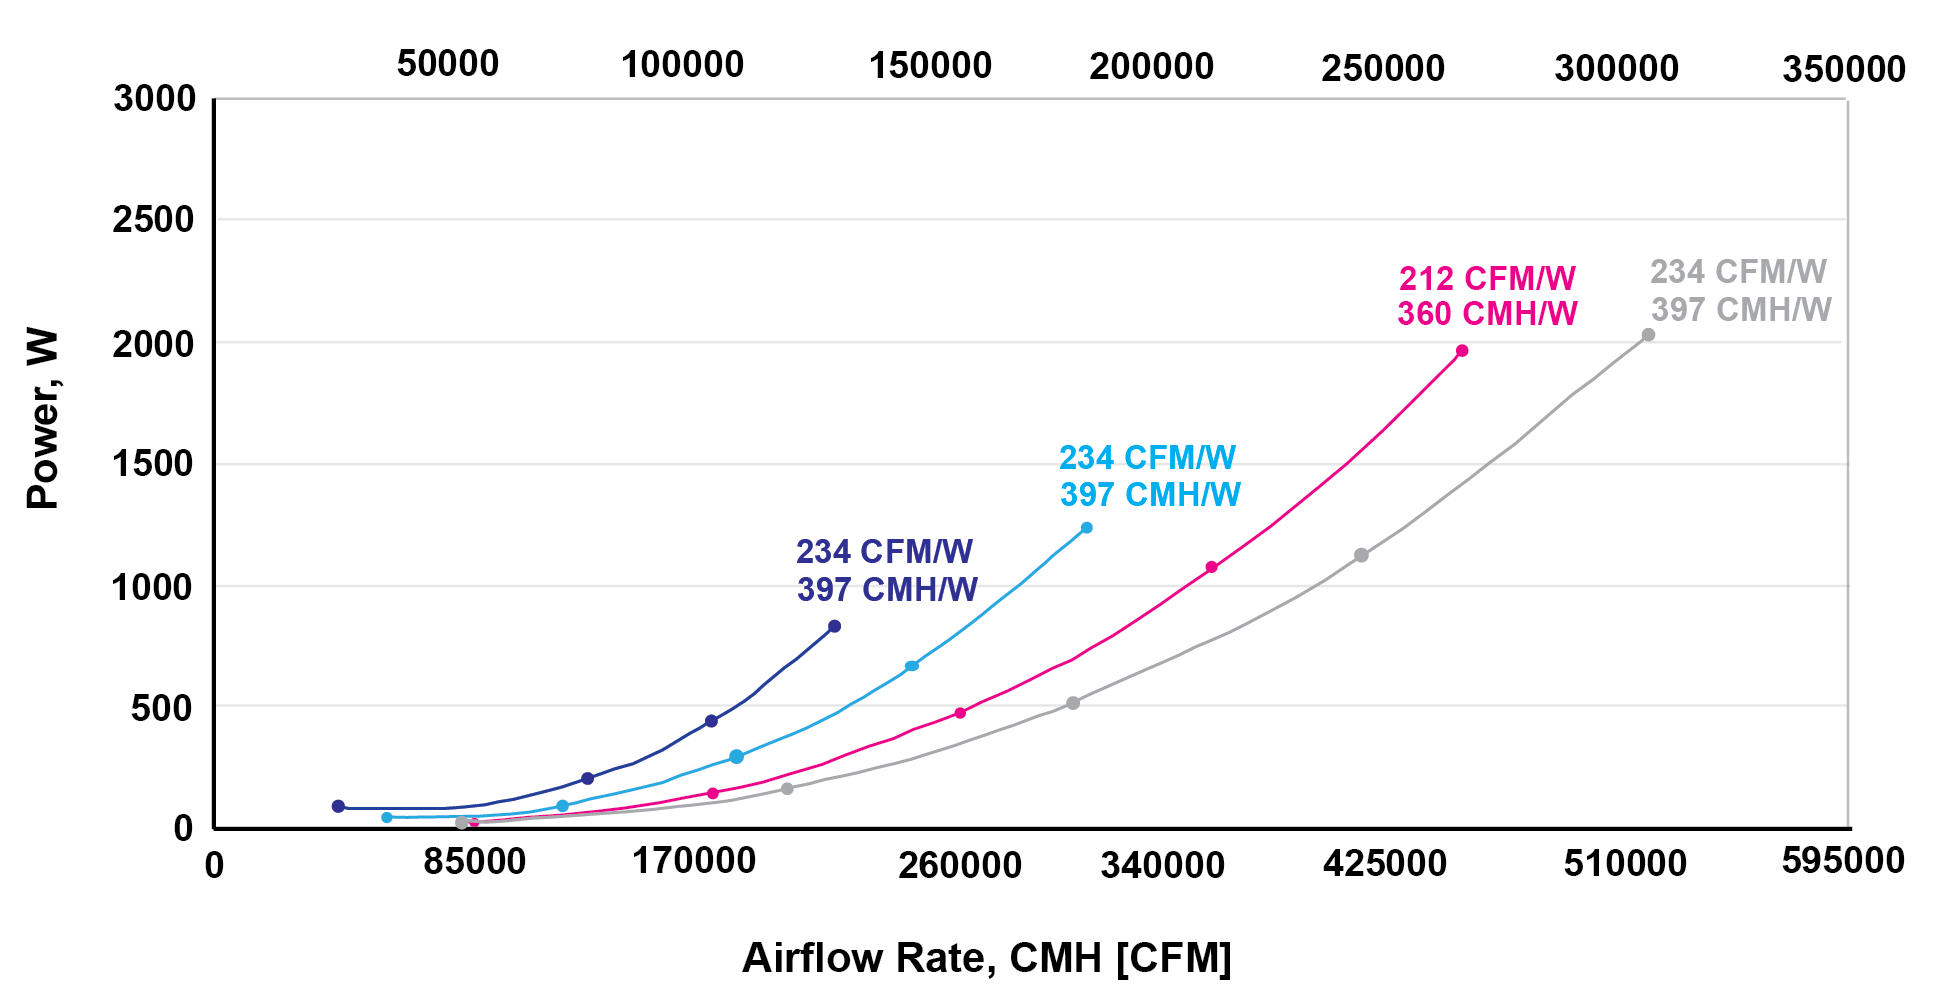 50000 100000 150000 200000 250000 300000 350000
3000
2500
2000
1500
1000
500
0
Power, W
212 CFM/W
360 CMH/W
234 CFM/W
397 CMH/W
234 CFM/W
397 CMH/W
234 CFM/W
397 CMH/W
0 85000 170000 260000 340000 425000 510000 595000
Airflow Rate, CMH [CFM]